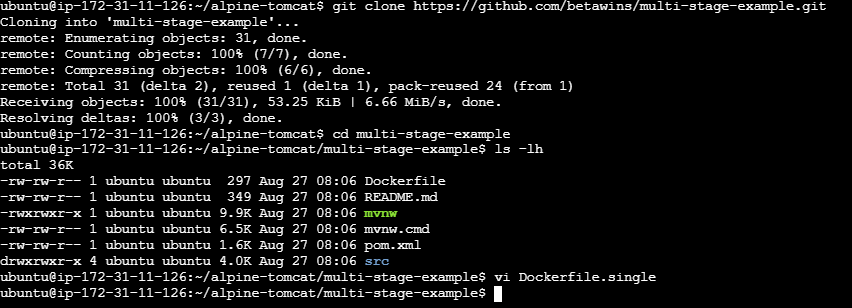 ubuntu@ip-172-31-11-126:~/alpine-tomcat$ git clone https://github.com/betawins/multi-stage-example.git
Cloning into 'multi-stage-example'...
remote: Enumerating objects: 31, done.
remote: Counting objects: 100% (7/7), done.
remote: Compressing objects: 100% (6/6), done.
remote: Total 31 (delta 2), reused 1 (delta 1), pack-reused 24 (from 1)
Receiving objects: 100% (31/31), 53.25 KiB | 6.66 MiB/s, done.
Resolving deltas: 100% (3/3), done.
ubuntu@ip-172-31-11-126:~/alpine-tomcat$ cd multi-stage-example
ubuntu@ip-172-31-11-126:~/alpine-tomcat/multi-stage-example$ ls -lh
total 36K
-rw-rw-r-- 1 ubuntu ubuntu  297 Aug 27 08:06 Dockerfile
-rw-rw-r-- 1 ubuntu ubuntu  349 Aug 27 08:06 README.md
-rwxrwxr-x 1 ubuntu ubuntu 9.9K Aug 27 08:06 mvnw
-rw-rw-r-- 1 ubuntu ubuntu 6.5K Aug 27 08:06 mvnw.cmd
-rw-rw-r-- 1 ubuntu ubuntu 1.6K Aug 27 08:06 pom.xml
drwxrwxr-x 4 ubuntu ubuntu 4.0K Aug 27 08:06 src
ubuntu@ip-172-31-11-126:~/alpine-tomcat/multi-stage-example$ vi Dockerfile.single
ubuntu@ip-172-31-11-126:~/alpine-tomcat/multi-stage-example$